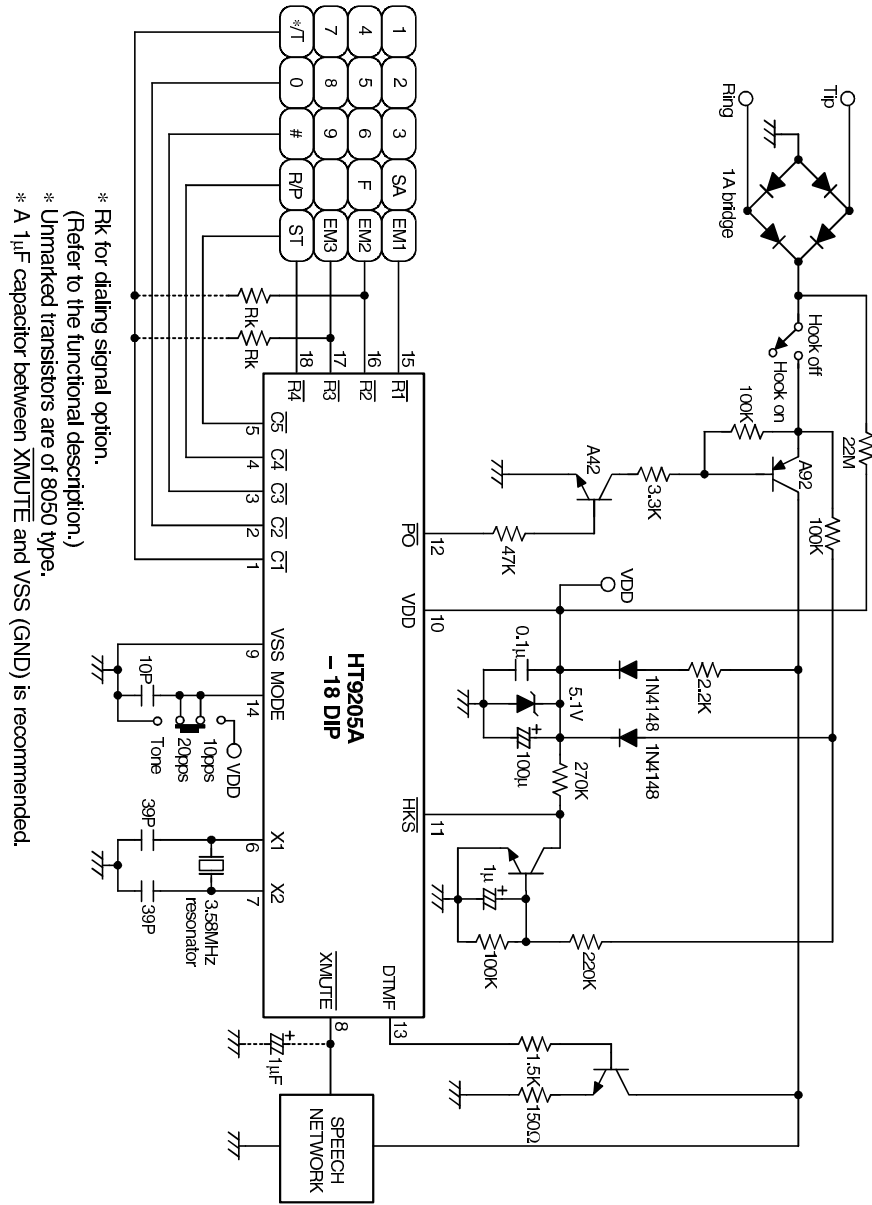 Tip
Ring
1A bridge
Hook off
Hook on
22M
100K
A92
100K
3.3K
A42
47K
VDD
2.2K
1N4148
1N4148
0.1µ
5.1V
100µ
+
270K
1µ
+
100K
220K
1.5K
150Ω
1 2 3 SA EM1
4 5 6 F EM2
7 8 9 EM3
*/T 0 # R/P ST
Rk
Rk
15
16
17
18
R1
R2
R3
R4
C5
C4
C3
C2
C1
5
4
3
2
1
PO
12
VDD
10
HKS
11
DTMF
13
XMUTE
8
HT9205A
– 18 DIP
VSS
9
MODE
14
X1
6
X2
7
10P
Tone
20pps
10pps
VDD
39P
39P
3.58MHz
resonator
+
1µF
SPEECH
NETWORK
* Rk for dialing signal option.
(Refer to the functional description.)
* Unmarked transistors are of 8050 type.
* A 1µF capacitor between XMUTE and VSS (GND) is recommended.